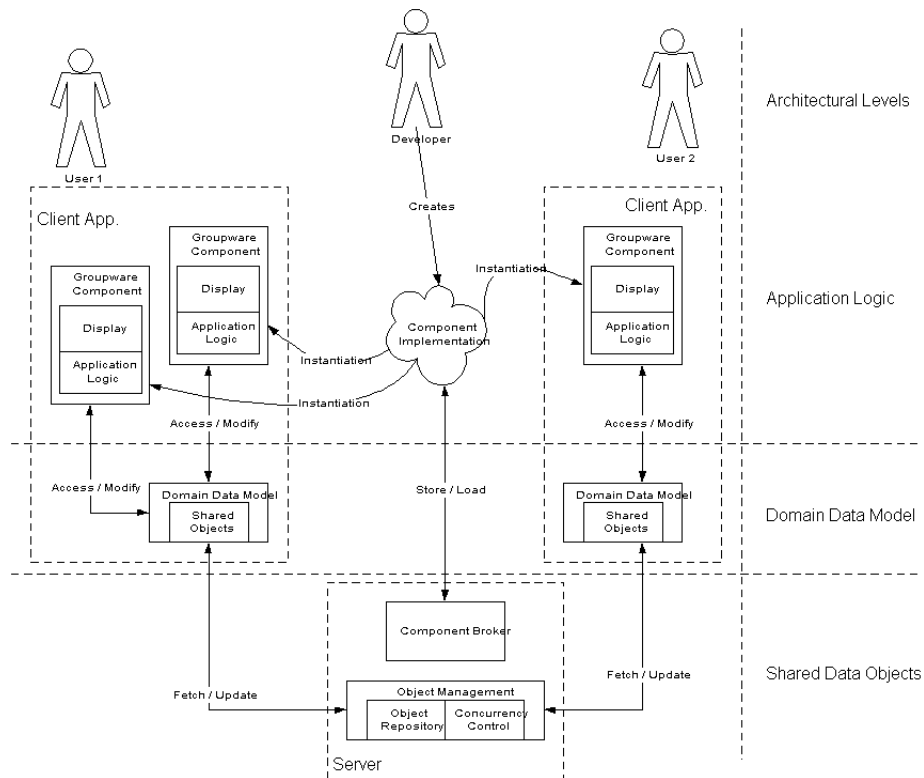 Architectural Levels
Developer
User 1
User 2
Creates
Client App.
Client App.
Groupware
Component
Display
Application
Logic
Groupware
Component
Display
Application
Logic
Groupware
Component
Display
Application
Logic
Instantiation
Instantiation
Instantiation
Component
Implementation
Application Logic
Access / Modify
Access / Modify
Access / Modify
Store / Load
Domain Data Model
Shared
Objects
Domain Data Model
Shared
Objects
Domain Data Model
Component Broker
Fetch / Update
Fetch / Update
Shared Data Objects
Object Management
Object
Repository
Concurrency
Control
Server